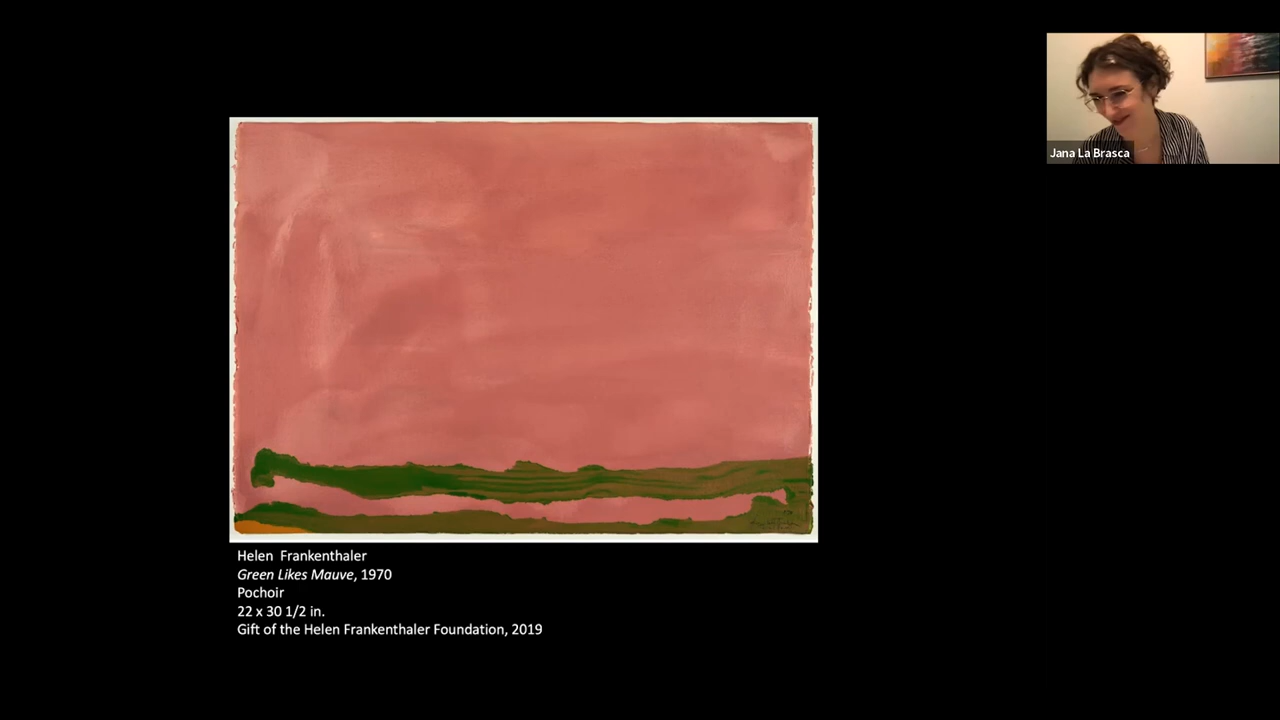 Jana La Brasca
Helen Frankenthaler
Green Likes Mauve, 1970
Pochoir
22 x 30 1/2 in.
Gift of the Helen Frankenthaler Foundation, 2019